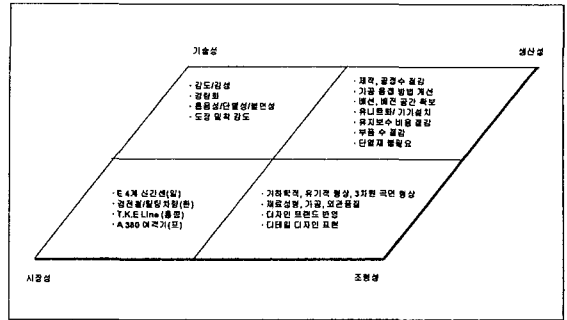 기술성
생산성
· 강도/강성
· 경량화
· 흡음성/단열성/불연성
· 도장 밀착 강도
· 제작, 공정수 절감
· 가공 용접 방법 개선
· 배선, 배전 공간 확보
· 유니트화/ 기기설치
· 유지보수 비용 절감
· 부품 수 절감
· 단열재 불필요
· E 4계 신간센(일)
· 경전철/틸팅차량(한)
· T.K.E Line (홍콩)
· A 380 여객기(프)
· 기하학적, 유기적 형상, 3차원 곡면 형상
· 재료성형, 가공, 외관품질
· 디자인 트랜드 반영
· 디테일 디자인 표현
시장성
조형성